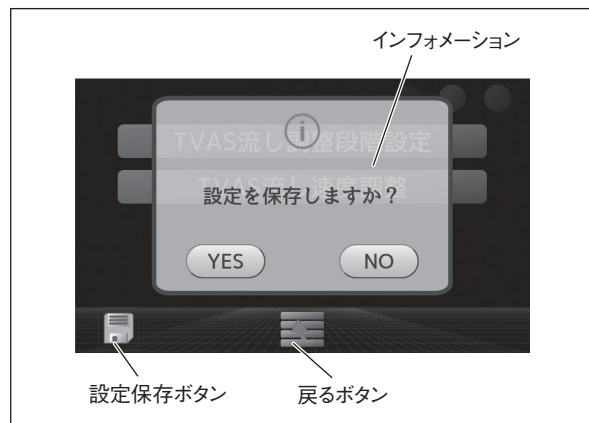 インフォメーション
TVAS流し調整段階設定
TVAS流し速度調整
設定を保存しますか？
YES
NO
設定保存ボタン
戻るボタン